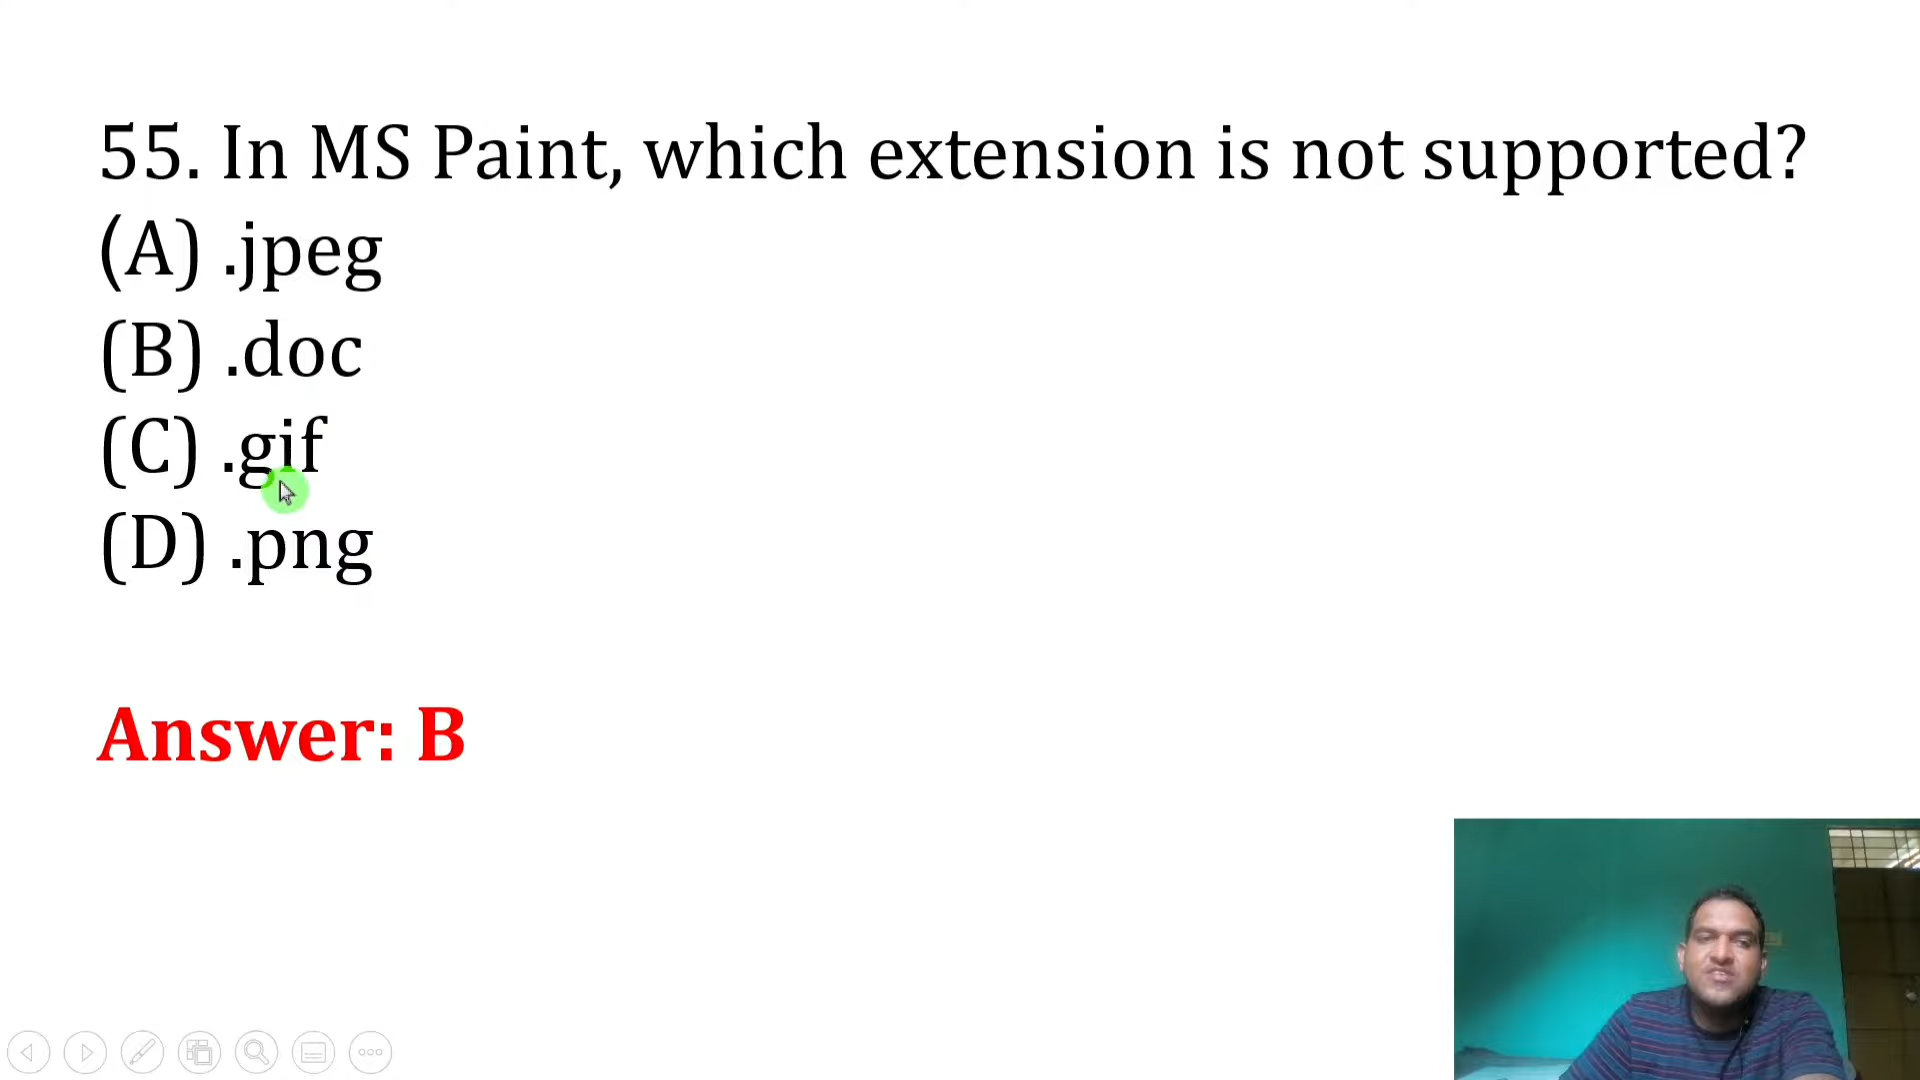 55. In MS Paint, which extension is not supported?
(A) .jpeg
(B) .doc
(C) .gif
(D) .png
Answer: B